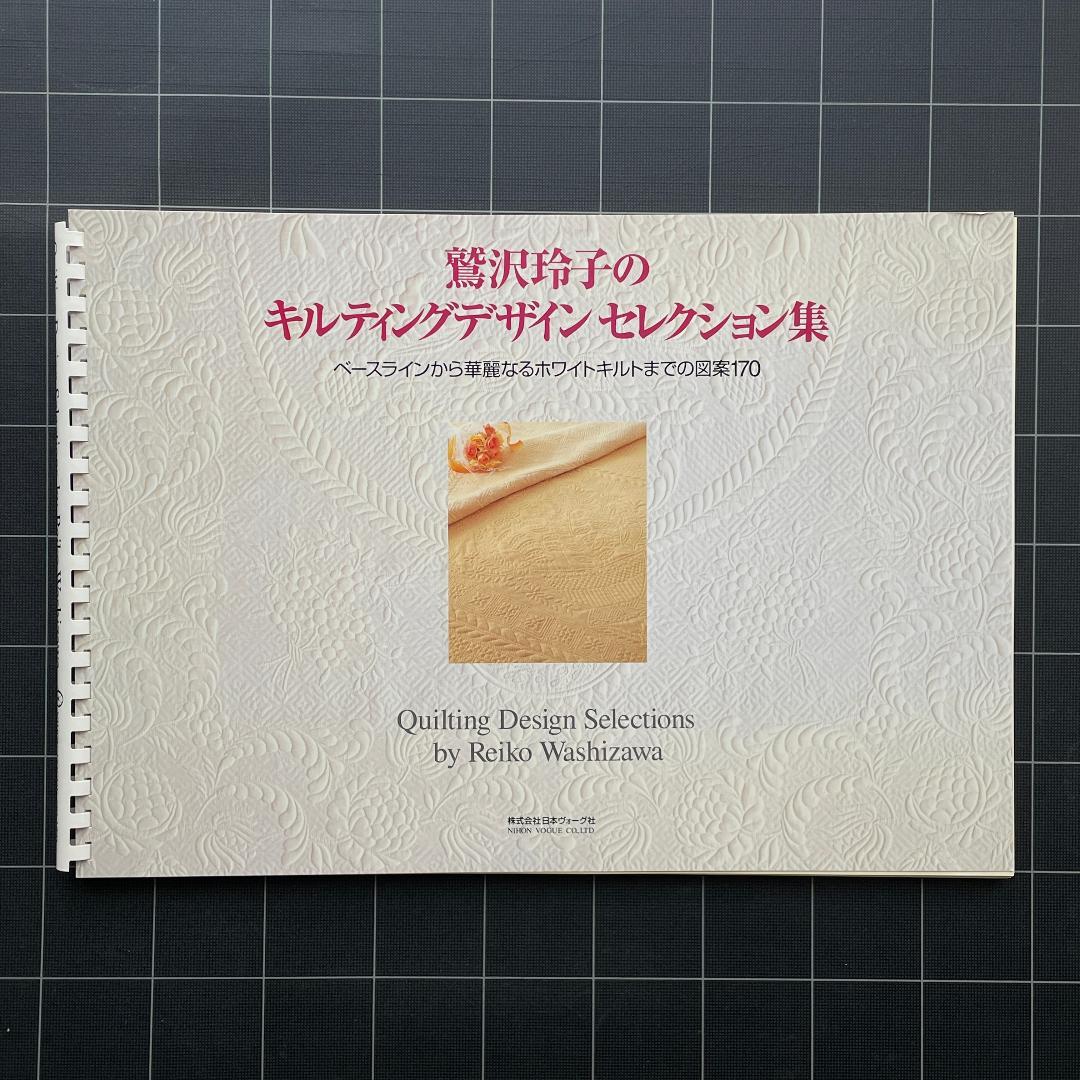 鷲沢玲子の
キルティングデザイン セレクション集
ベースラインから華麗なるホワイトキルトまでの図案170
Quilting Design Selections
by Reiko Washizawa
株式会社日本ヴォーグ社
NIHON VOGUE CO.,LTD